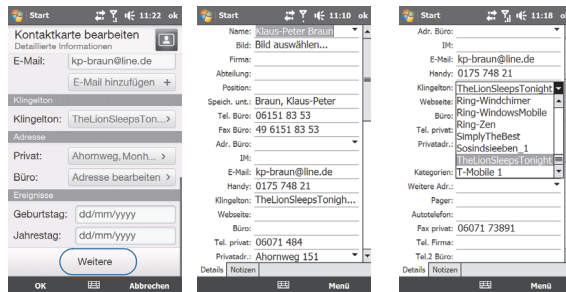 Start 11:22 ok
Kontaktkarte bearbeiten
Detaillierte Informationen
E-Mail: kp-braun@line.de
E-Mail hinzufügen +
Klingelton
Klingelton: TheLionSleepsTon...>
Adresse
Privat: Ahornweg,Monh... >
Büro: Adresse bearbeiten >
Ereignisse
Geburtstag: dd/mm/yyyy
Jahrestag: dd/mm/yyyy
Weitere
OK Abbrechen
Start 11:10 ok
Name: Klaus-Peter Braun
Bild: Bild auswählen...
Firma:
Abteilung:
Position:
Speich. unt.: Braun, Klaus-Peter
Tel. Büro: 06151 83 53
Fax Büro: 49 6151 83 53
Adr. Büro:
IM:
E-Mail: kp-braun@line.de
Handy: 0175 748 21
Klingelton: TheLionSleepsTonigh...
Webseite:
Büro:
Tel. privat: 06071 484
Privatadr.: Ahornweg 151
Details Notizen
Menü
Start 11:18 ok
Adr. Büro:
IM:
E-Mail: kp-braun@line.de
Handy: 0175 748 21
Klingelton: TheLionSleepsTonight
Webseite: Ring-Windchimer
Büro: Ring-WindowsMobile
Ring-Zen
Tel. privat: SimplyTheBest
Privatadr.: Sosindsieeben_1
TheLionSleepsTonight
Kategorien: T-Mobile 1
Weitere Adr.:
Pager:
Autotelefon:
Fax privat: 06071 73891
Tel. Firma:
Tel.2 Büro:
Details Notizen
Menü